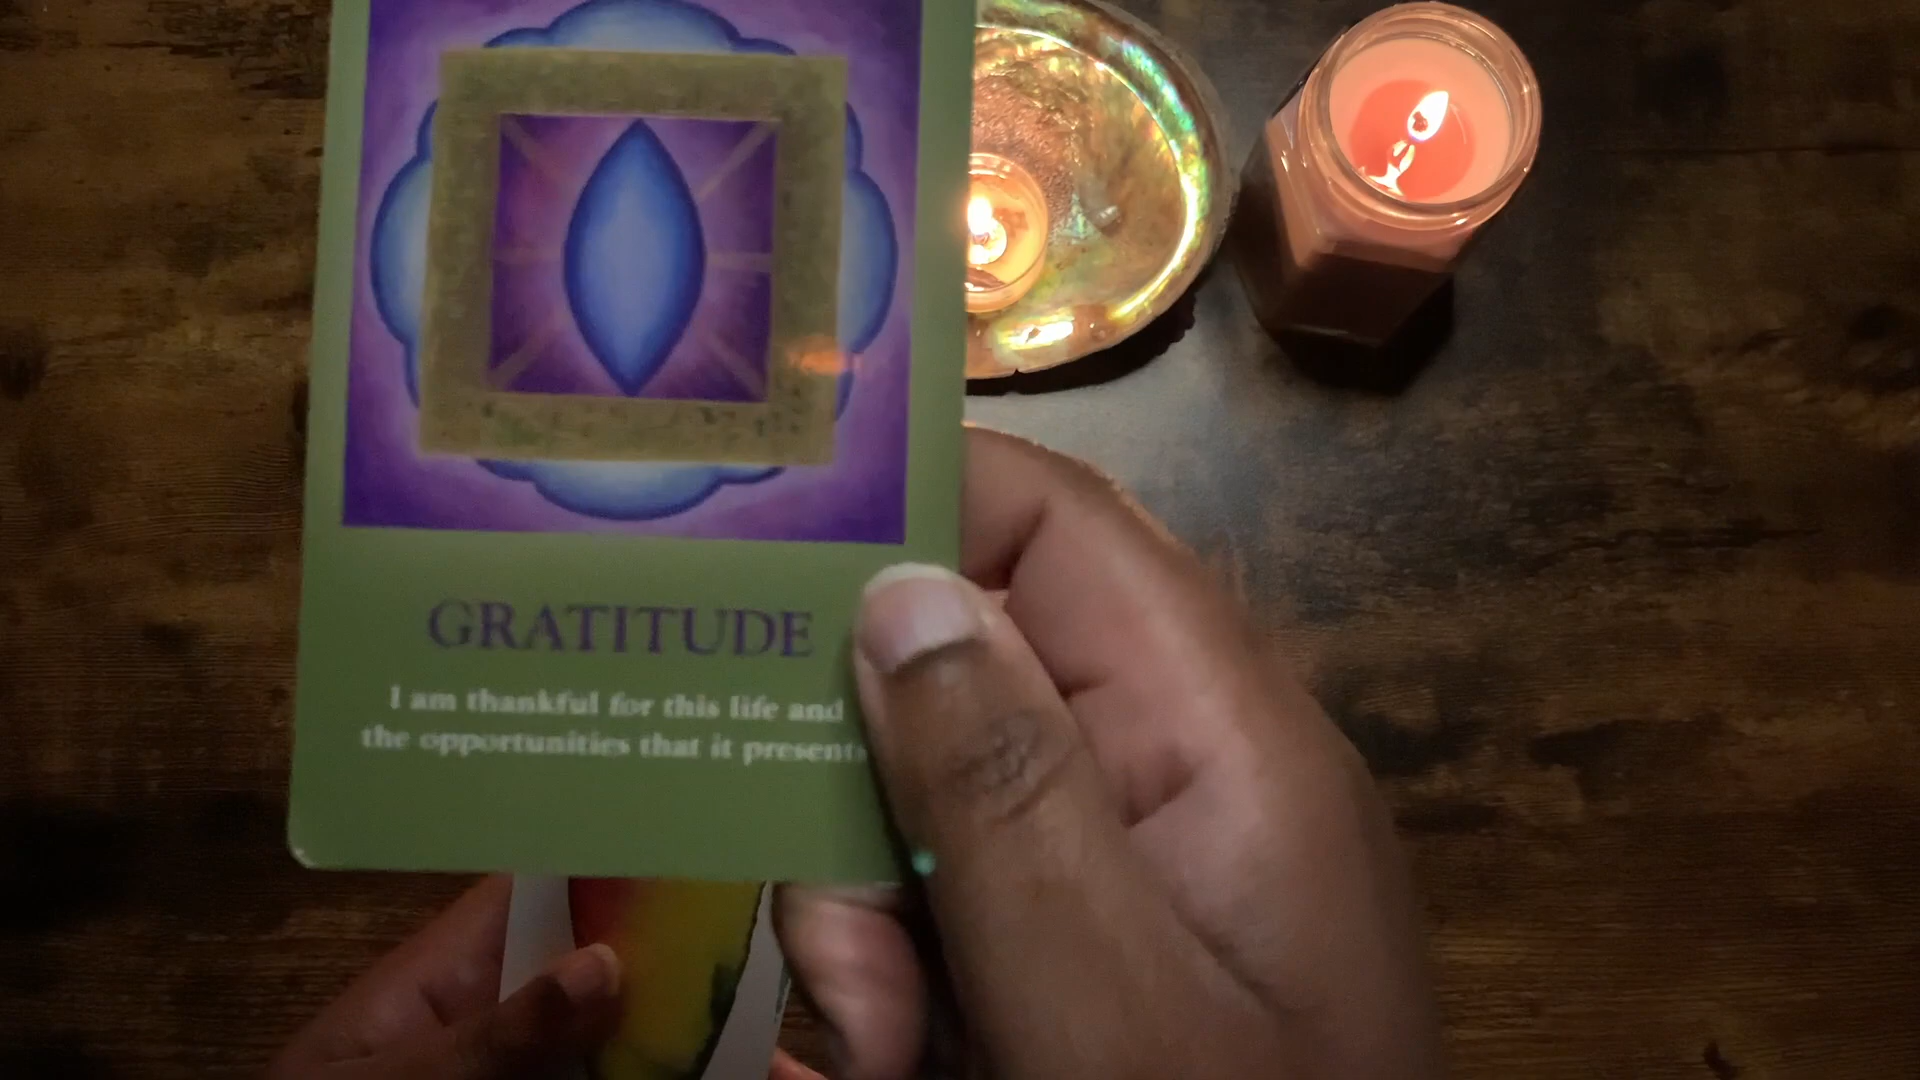 GRATITUDE
I am thankful for this life and
the opportunities that it presents